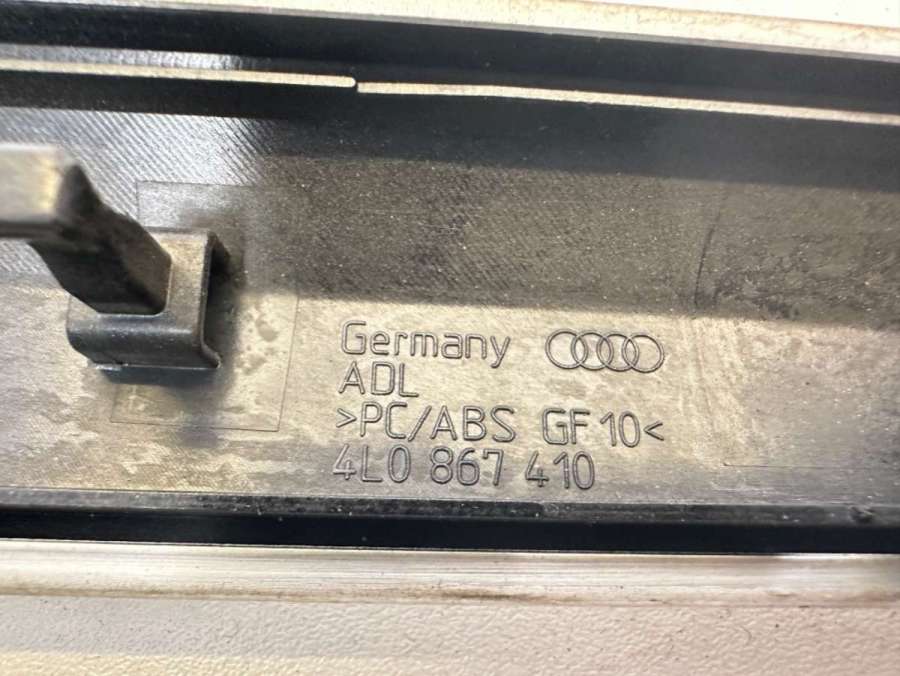 Germany
ADL
>PC/ABS GF10<
4L0 867 410